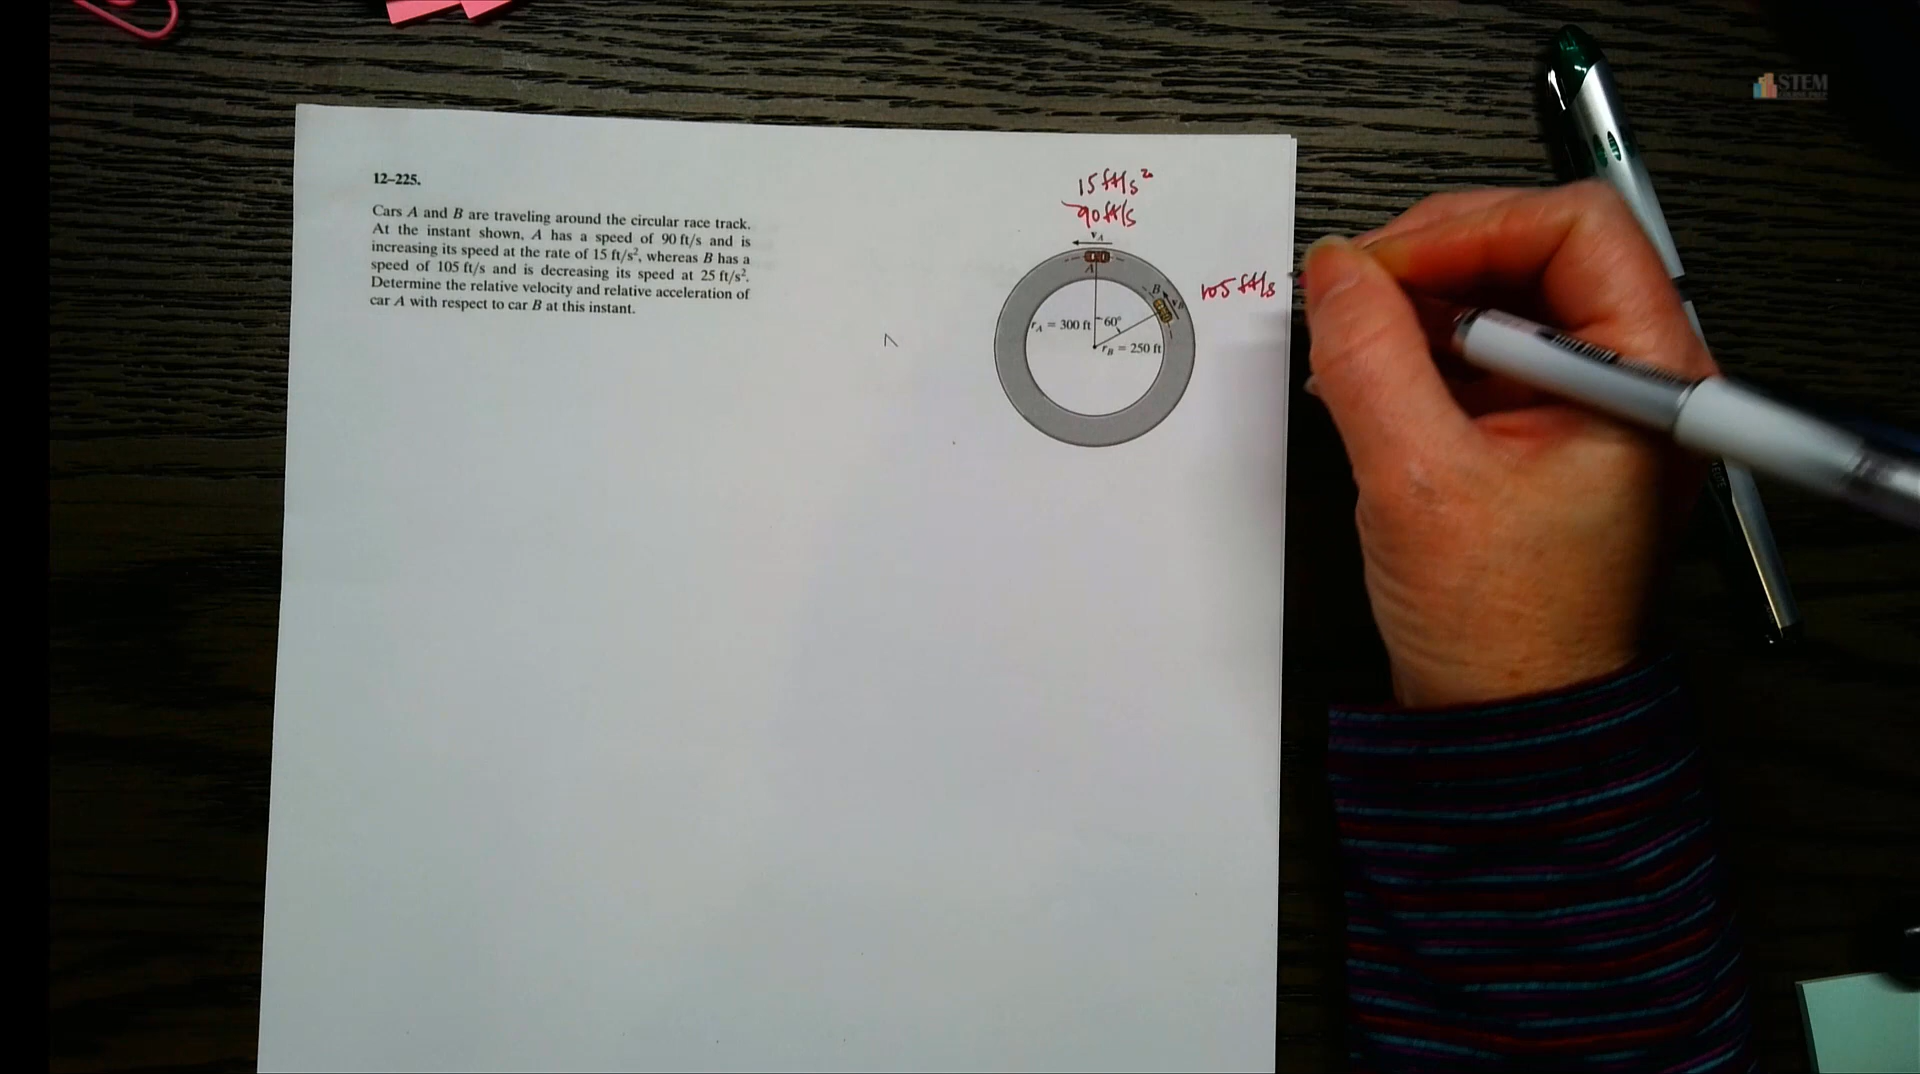 STEM
12–225.
Cars A and B are traveling around the circular race track.
At the instant shown, A has a speed of 90 ft/s and is
increasing its speed at the rate of 15 ft/s², whereas B has a
speed of 105 ft/s and is decreasing its speed at 25 ft/s².
Determine the relative velocity and relative acceleration of
car A with respect to car B at this instant.
15 ft/s²
90 ft/s
v_A
A
B
105 ft/s
r_A = 300 ft
60°
r_B = 250 ft